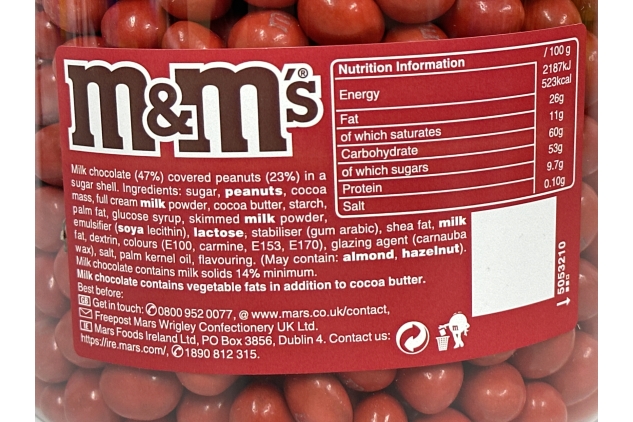 m&m's®
Milk chocolate (47%) covered peanuts (23%) in a
sugar shell. Ingredients: sugar, peanuts, cocoa
mass, full cream milk powder, cocoa butter, starch,
palm fat, glucose syrup, skimmed milk powder,
emulsifier (soya lecithin), lactose, stabiliser (gum arabic), shea fat, milk
fat, dextrin, colours (E100, carmine, E153, E170), glazing agent (carnauba
wax), salt, palm kernel oil, flavouring. (May contain: almond, hazelnut).
Milk chocolate contains milk solids 14% minimum.
Milk chocolate contains vegetable fats in addition to cocoa butter.
Best before:
GB Get in touch: 0800 952 0077, @ www.mars.co.uk/contact,
Freepost Mars Wrigley Confectionery UK Ltd.
IE Mars Foods Ireland Ltd, PO Box 3856, Dublin 4. Contact us:
https://ire.mars.com/, 1890 812 315.
Nutrition Information /100 g
Energy 2187kJ
523kcal
Fat 26g
of which saturates 11g
Carbohydrate 60g
of which sugars 53g
Protein 9.7g
Salt 0.10g
5053210